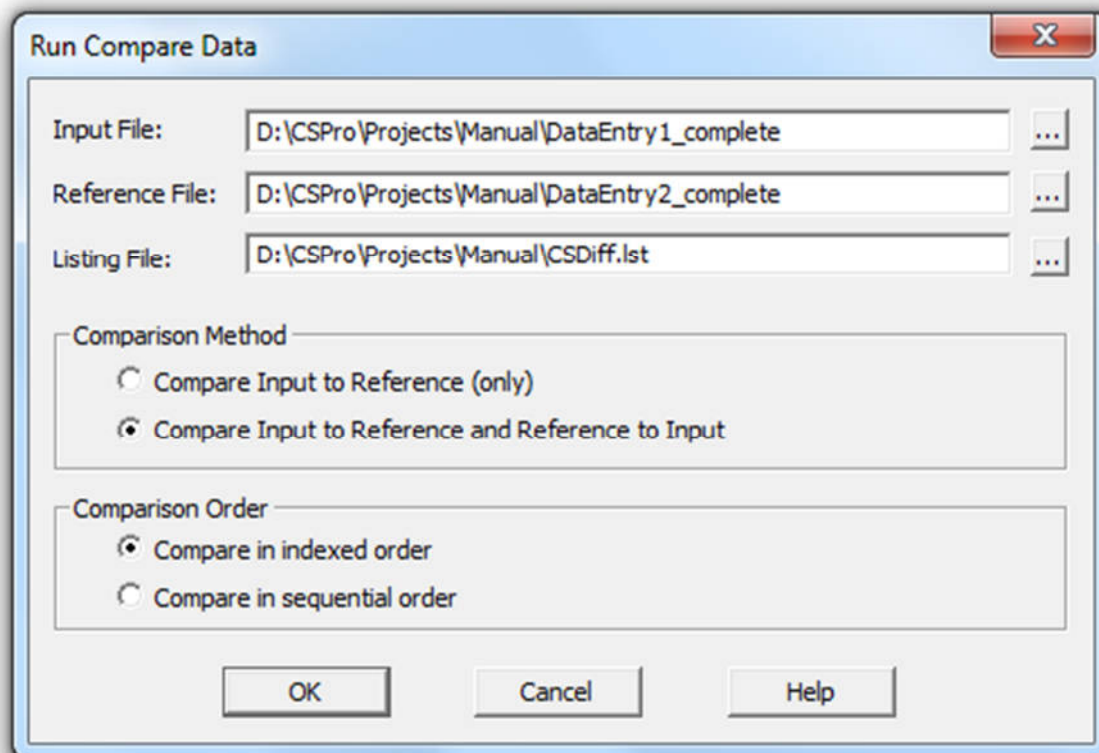 Run Compare Data
Input File: D:\CSPro\Projects\Manual\DataEntry1_complete ...
Reference File: D:\CSPro\Projects\Manual\DataEntry2_complete ...
Listing File: D:\CSPro\Projects\Manual\CSDiff.lst ...
Comparison Method
Compare Input to Reference (only)
Compare Input to Reference and Reference to Input
Comparison Order
Compare in indexed order
Compare in sequential order
OK Cancel Help